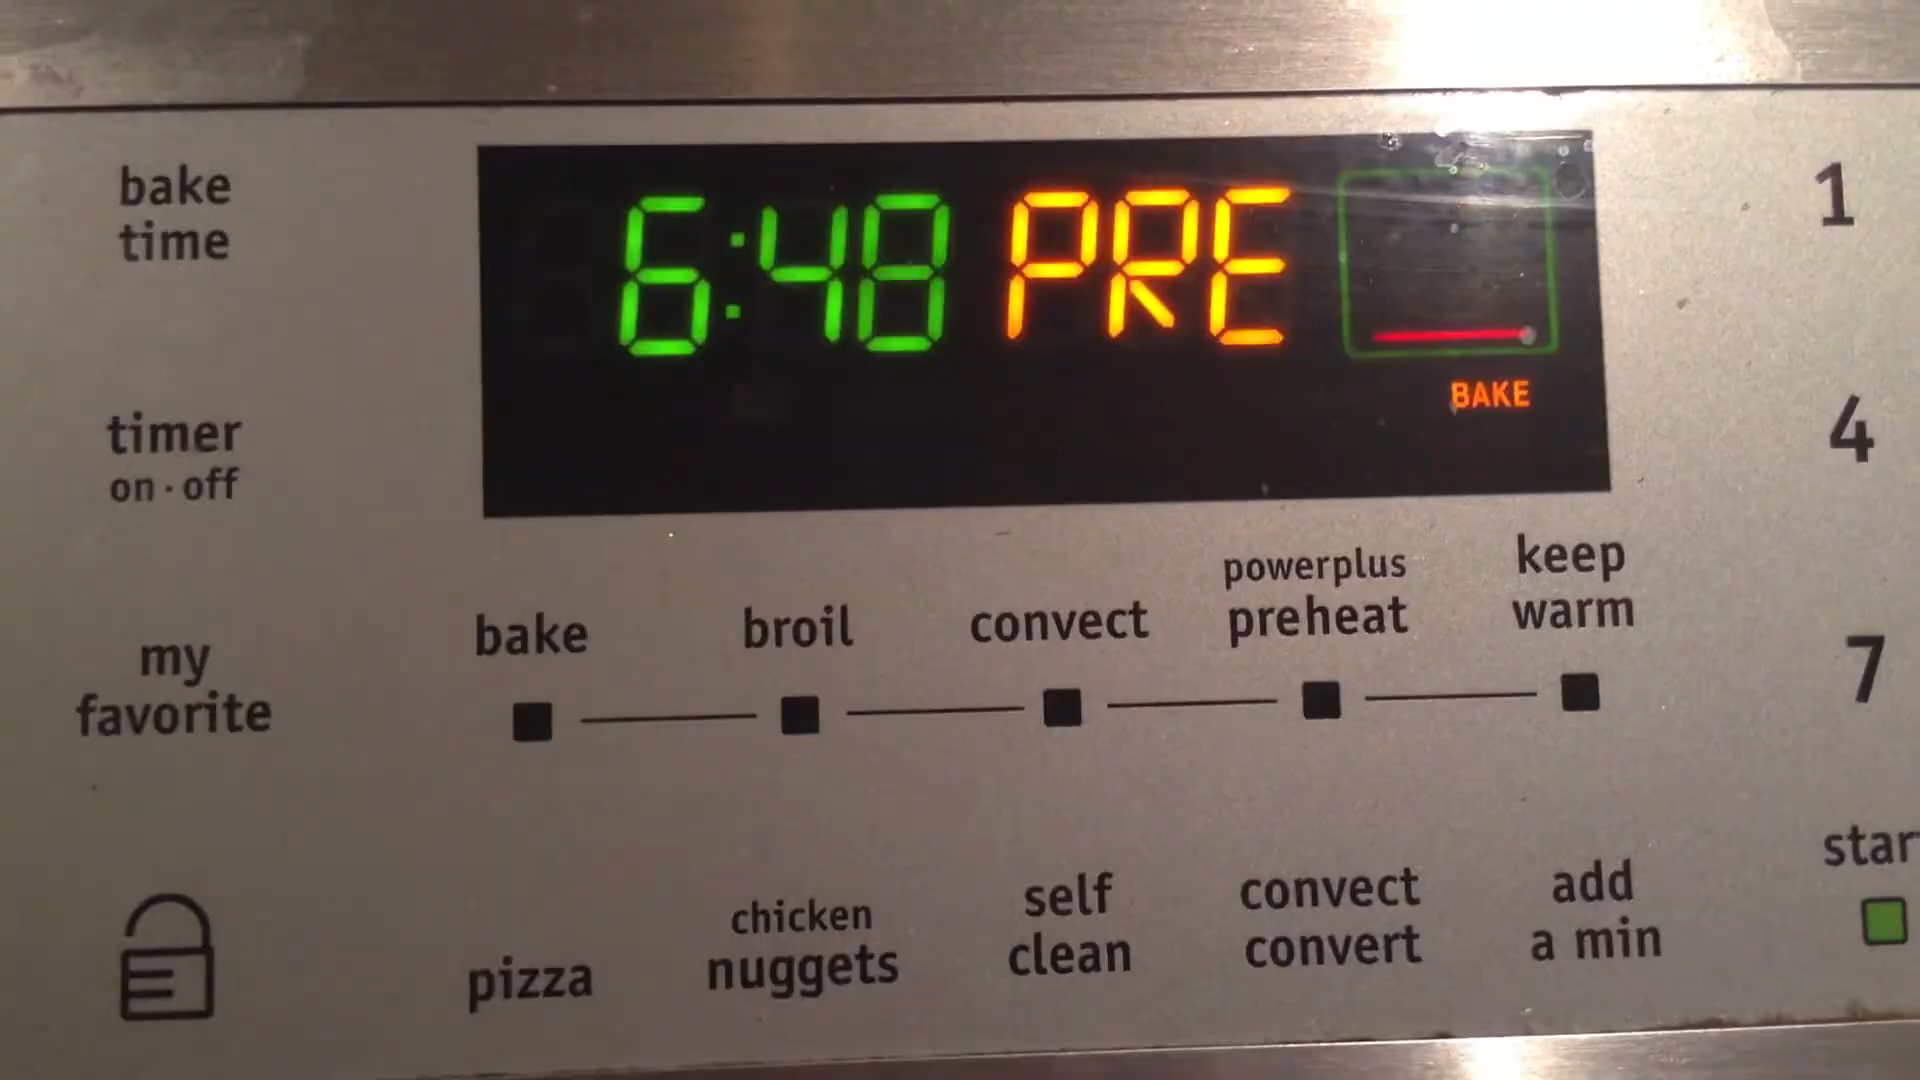 bake
time
6:48 PRE
BAKE
1
timer
on · off
4
my
favorite
bake
broil
convect
powerplus
preheat
keep
warm
7
pizza
chicken
nuggets
self
clean
convect
convert
add
a min
star